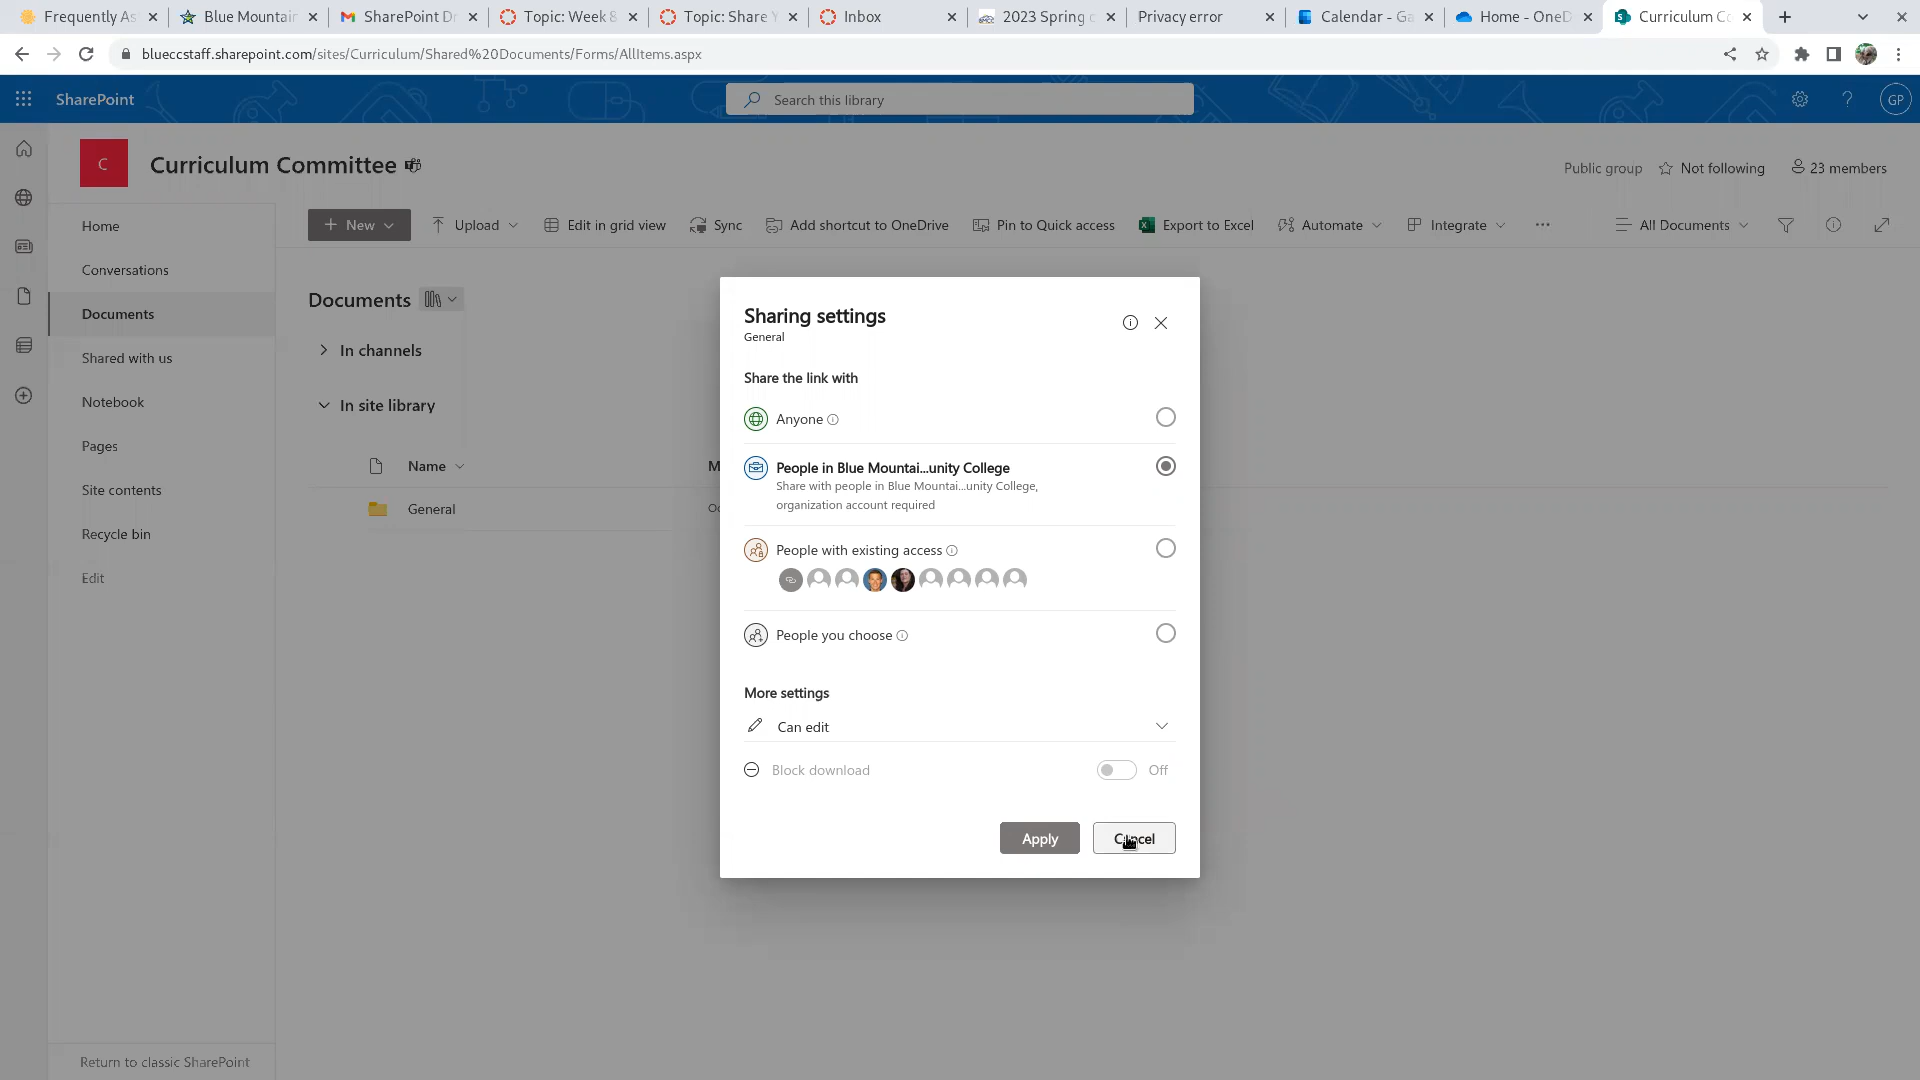 Frequently As
Blue Mountain
SharePoint Dr
Topic: Week 8
Topic: Share Y
Inbox
2023 Spring c
Privacy error
Calendar - Ga
Home - OneD
Curriculum Co
blueccstaff.sharepoint.com/sites/Curriculum/Shared%20Documents/Forms/AllItems.aspx
SharePoint
Search this library
GP
C
Curriculum Committee
Public group
Not following
23 members
Home
Conversations
Documents
Shared with us
Notebook
Pages
Site contents
Recycle bin
Edit
Return to classic SharePoint
New
Upload
Edit in grid view
Sync
Add shortcut to OneDrive
Pin to Quick access
Export to Excel
Automate
Integrate
All Documents
Documents
In channels
In site library
Name
M
General
Oc
Sharing settings
General
Share the link with
Anyone
People in Blue Mountai...unity College
Share with people in Blue Mountai...unity College,
organization account required
People with existing access
People you choose
More settings
Can edit
Block download
Off
Apply
Cancel